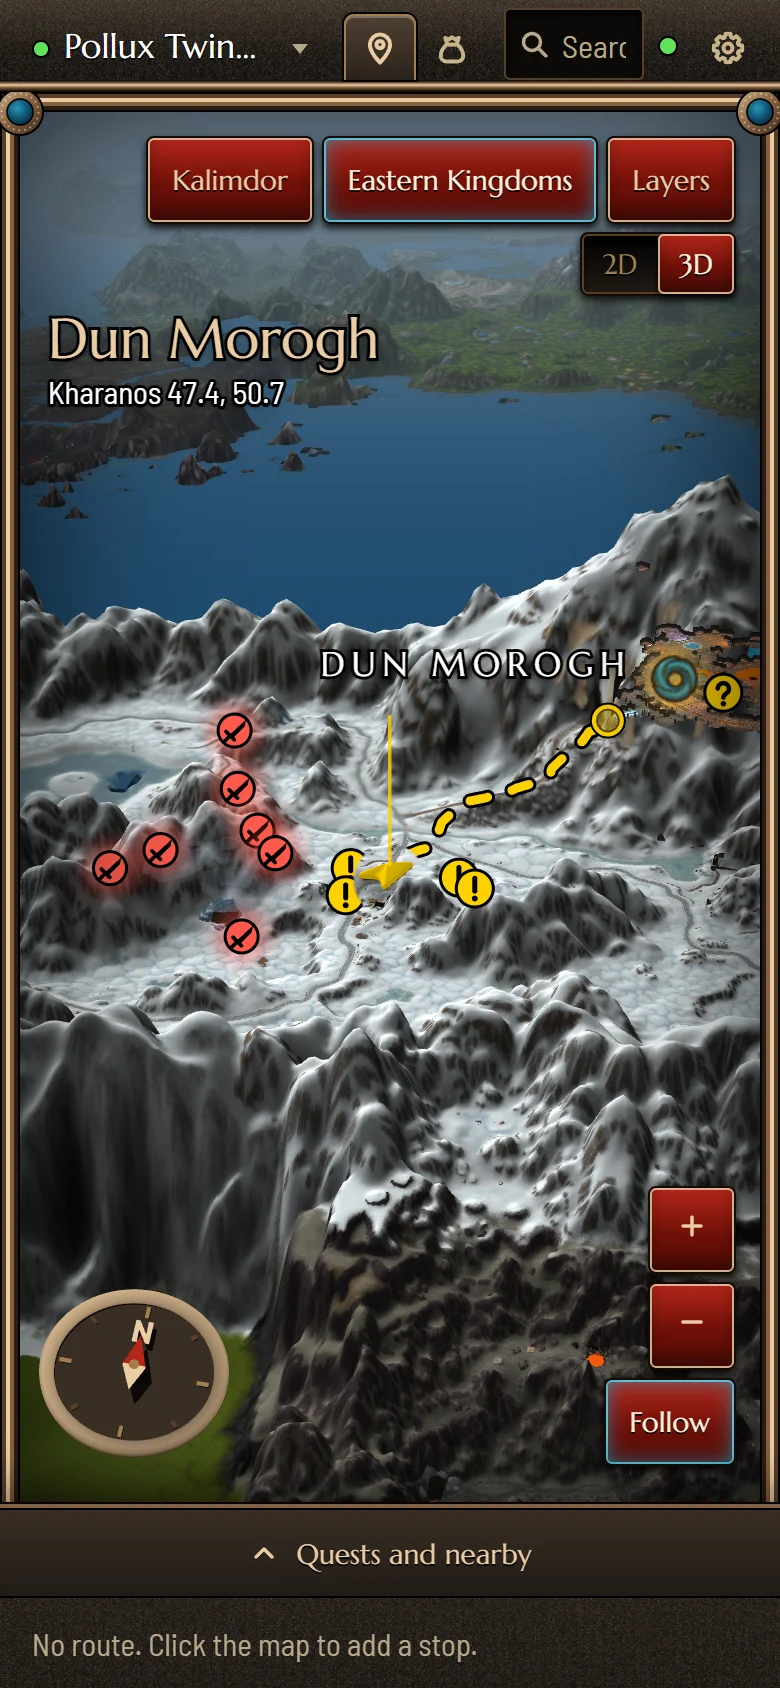 Pollux Twin...
Searc
Kalimdor
Eastern Kingdoms
Layers
2D
3D
Dun Morogh
Kharanos 47.4, 50.7
DUN MOROGH
?
!
!
!
!
N
+
−
Follow
Quests and nearby
No route. Click the map to add a stop.